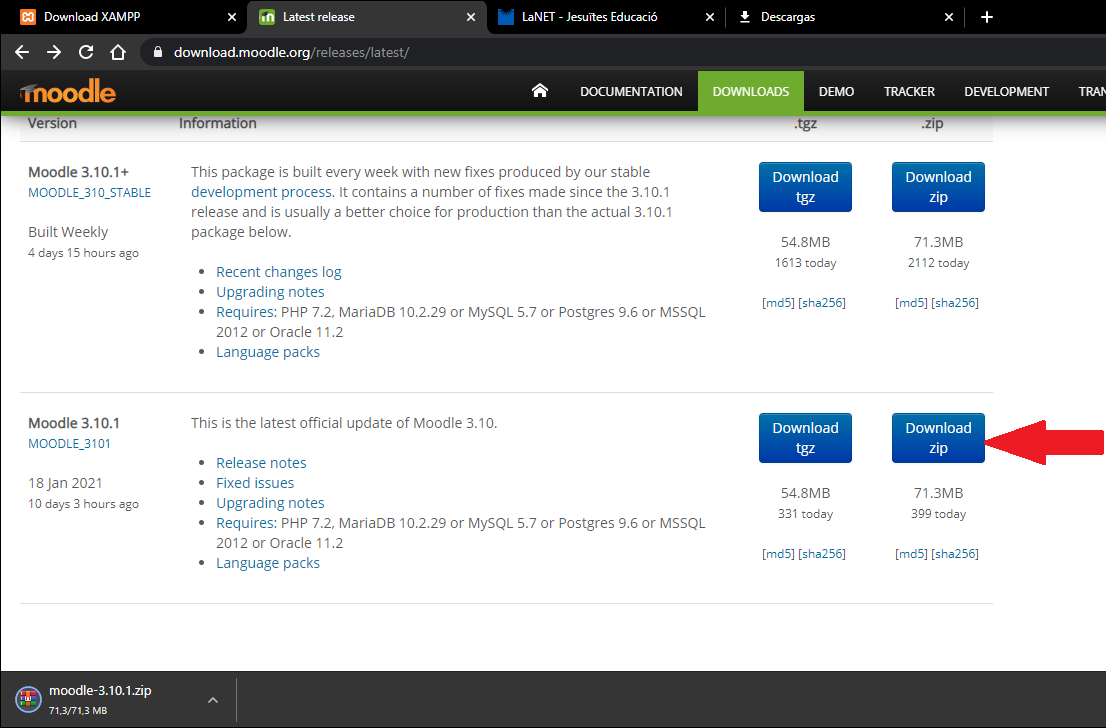 Download XAMPP
Latest release
LaNET - Jesuïtes Educació
Descargas
download.moodle.org/releases/latest/
moodle
DOCUMENTATION
DOWNLOADS
DEMO
TRACKER
DEVELOPMENT
TRAN
Version
Information
.tgz
.zip
Moodle 3.10.1+
MOODLE_310_STABLE
Built Weekly
4 days 15 hours ago
This package is built every week with new fixes produced by our stable
development process. It contains a number of fixes made since the 3.10.1
release and is usually a better choice for production than the actual 3.10.1
package below.
• Recent changes log
• Upgrading notes
• Requires: PHP 7.2, MariaDB 10.2.29 or MySQL 5.7 or Postgres 9.6 or MSSQL
2012 or Oracle 11.2
• Language packs
Download
tgz
54.8MB
1613 today
[md5] [sha256]
Download
zip
71.3MB
2112 today
[md5] [sha256]
Moodle 3.10.1
MOODLE_3101
18 Jan 2021
10 days 3 hours ago
This is the latest official update of Moodle 3.10.
• Release notes
• Fixed issues
• Upgrading notes
• Requires: PHP 7.2, MariaDB 10.2.29 or MySQL 5.7 or Postgres 9.6 or MSSQL
2012 or Oracle 11.2
• Language packs
Download
tgz
54.8MB
331 today
[md5] [sha256]
Download
zip
71.3MB
399 today
[md5] [sha256]
moodle-3.10.1.zip
71,3/71,3 MB